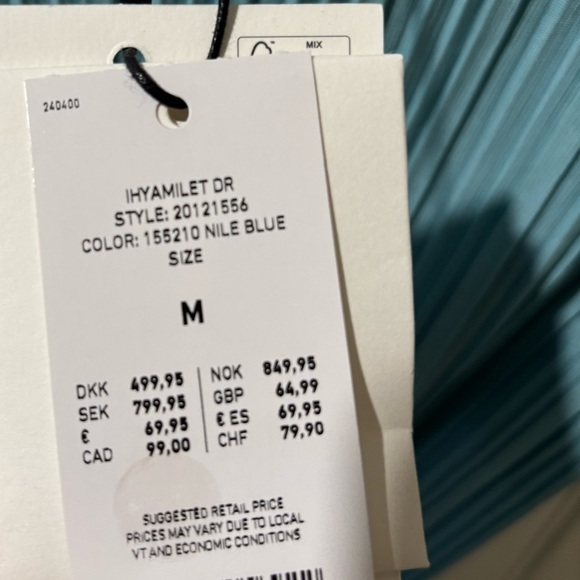 MIX
240400
IHYAMILET DR
STYLE: 20121556
COLOR: 155210 NILE BLUE
SIZE
M
DKK 499,95 NOK 849,95
SEK 799,95 GBP 64,99
€ 69,95 € ES 69,95
CAD 99,00 CHF 79,90
SUGGESTED RETAIL PRICE
PRICES MAY VARY DUE TO LOCAL
VT AND ECONOMIC CONDITIONS